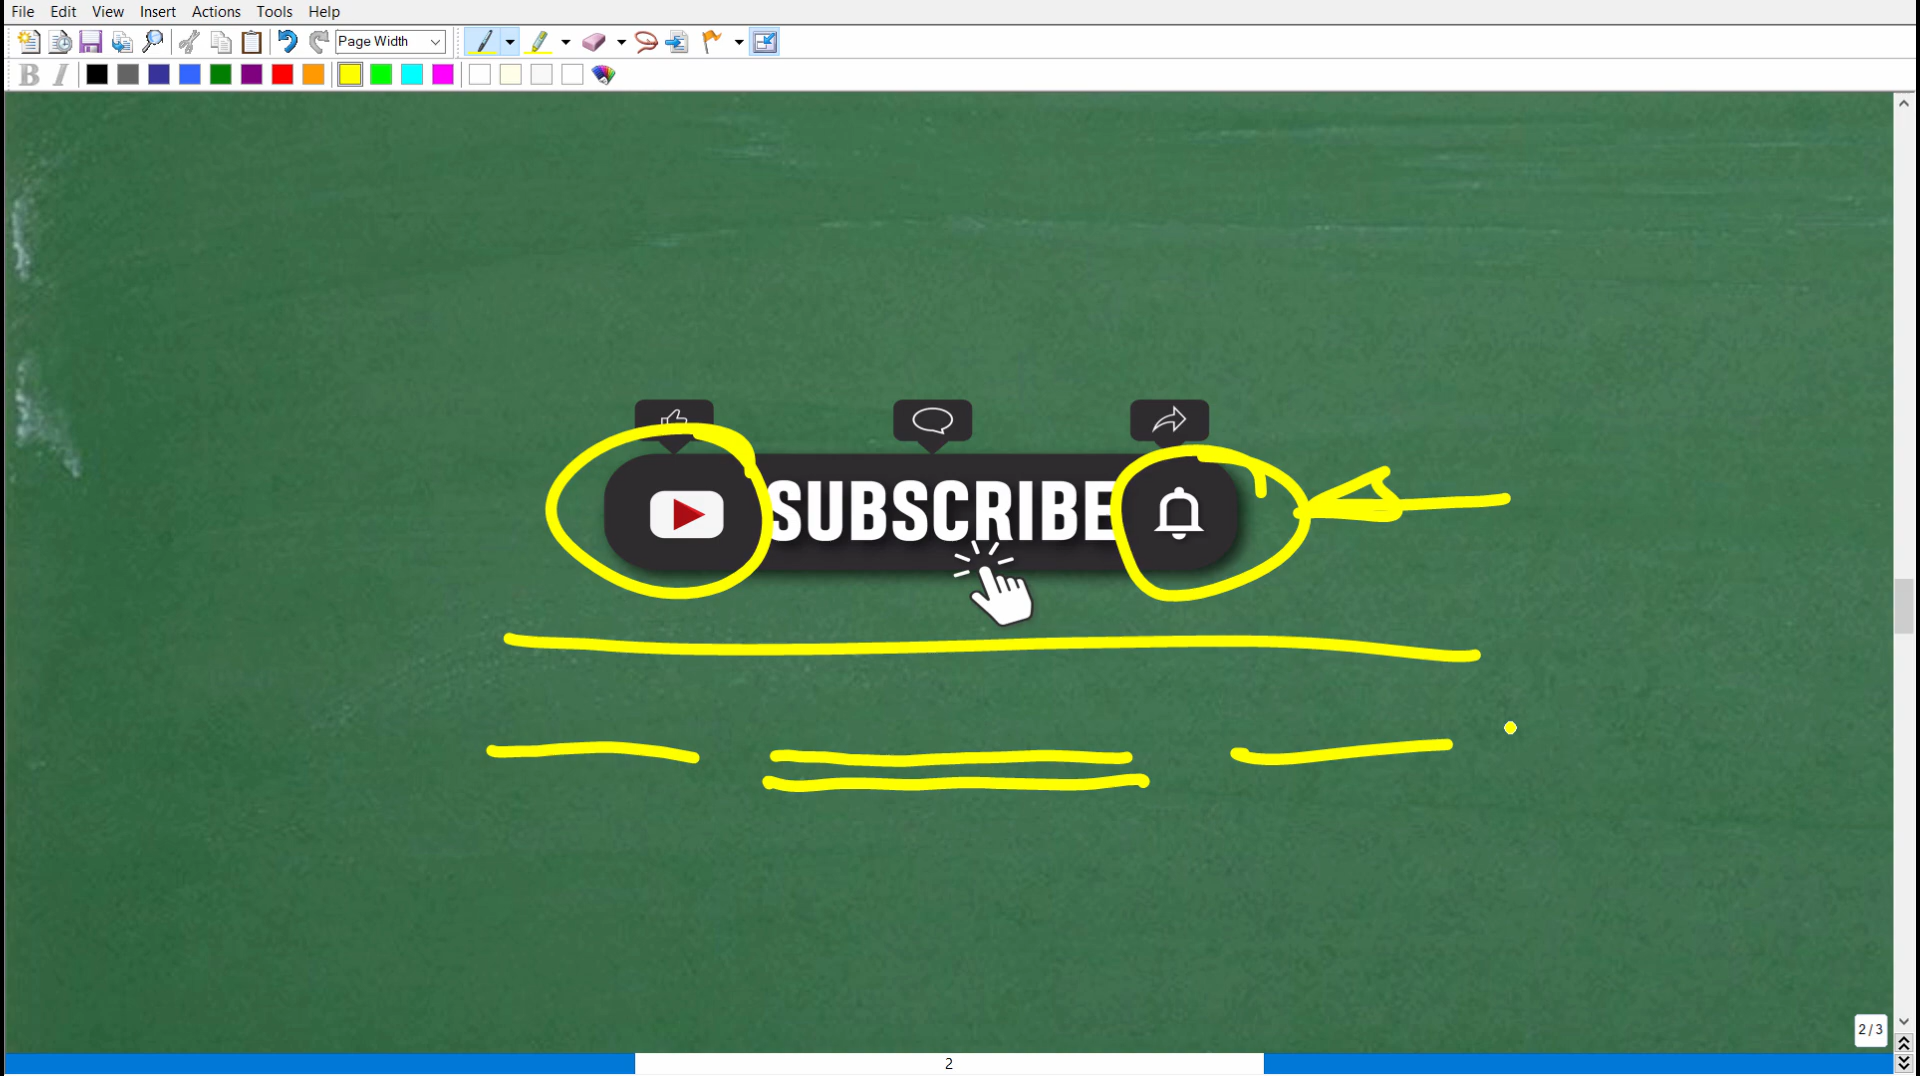 File Edit View Insert Actions Tools Help
Page Width
B I
SUBSCRIBE
2 / 3
2